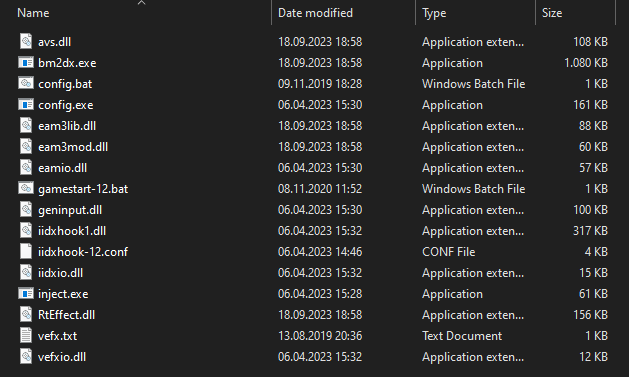 Name Date modified Type Size
avs.dll 18.09.2023 18:58 Application exten... 108 KB
bm2dx.exe 18.09.2023 18:58 Application 1.080 KB
config.bat 09.11.2019 18:28 Windows Batch File 1 KB
config.exe 06.04.2023 15:30 Application 161 KB
eam3lib.dll 18.09.2023 18:58 Application exten... 88 KB
eam3mod.dll 18.09.2023 18:58 Application exten... 60 KB
eamio.dll 06.04.2023 15:30 Application exten... 57 KB
gamestart-12.bat 08.11.2020 11:52 Windows Batch File 1 KB
geninput.dll 06.04.2023 15:30 Application exten... 100 KB
iidxhook1.dll 06.04.2023 15:32 Application exten... 317 KB
iidxhook-12.conf 06.04.2023 14:46 CONF File 4 KB
iidxio.dll 06.04.2023 15:32 Application exten... 15 KB
inject.exe 06.04.2023 15:28 Application 61 KB
RtEffect.dll 18.09.2023 18:58 Application exten... 156 KB
vefx.txt 13.08.2019 20:36 Text Document 1 KB
vefxio.dll 06.04.2023 15:32 Application exten... 12 KB